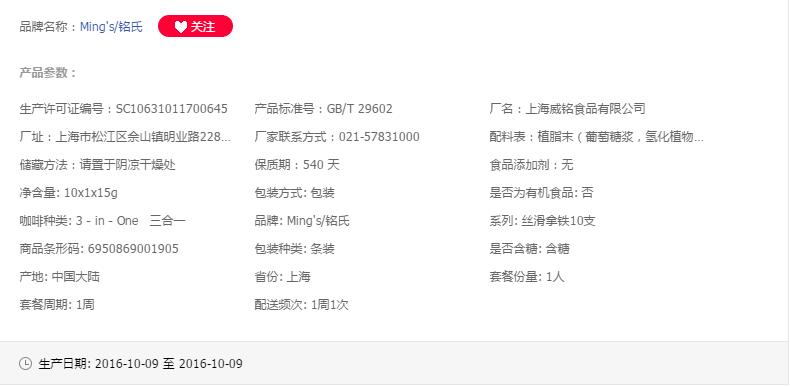 品牌名称：Ming's/铭氏 关注
产品参数：
生产许可证编号：SC10631011700645 产品标准号：GB/T 29602 厂名：上海威铭食品有限公司
厂址：上海市松江区佘山镇明业路228... 厂家联系方式：021-57831000 配料表：植脂末（葡萄糖浆，氢化植物...
储藏方法：请置于阴凉干燥处 保质期：540 天 食品添加剂：无
净含量: 10x1x15g 包装方式: 包装 是否为有机食品: 否
咖啡种类: 3 - in - One 三合一 品牌: Ming's/铭氏 系列: 丝滑拿铁10支
商品条形码: 6950869001905 包装种类: 条装 是否含糖: 含糖
产地: 中国大陆 省份: 上海 套餐份量: 1人
套餐周期: 1周 配送频次: 1周1次
生产日期: 2016-10-09 至 2016-10-09